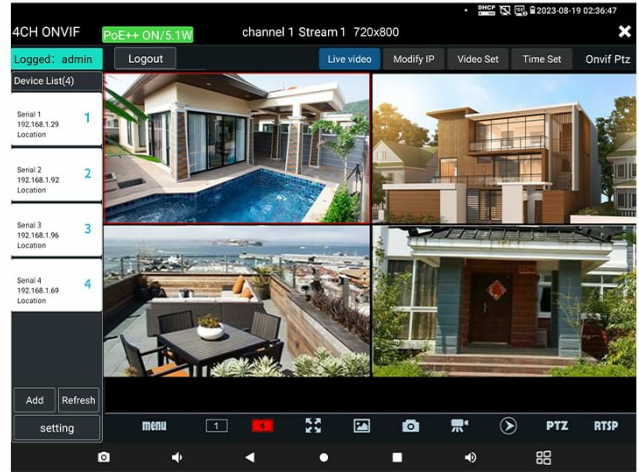 DHCP 2023-08-19 02:36:47
4CH ONVIF PoE++ ON/5.1W channel 1 Stream 1 720x800
Logged: admin Logout Live video Modify IP Video Set Time Set Onvif Ptz
Device List(4)
Serial 1
192.168.1.29 1
Location
Serial 2
192.168.1.92 2
Location
Serial 3
192.168.1.96 3
Location
Serial 4
192.168.1.69 4
Location
Add Refresh
setting menu 1 4 PTZ RTSP